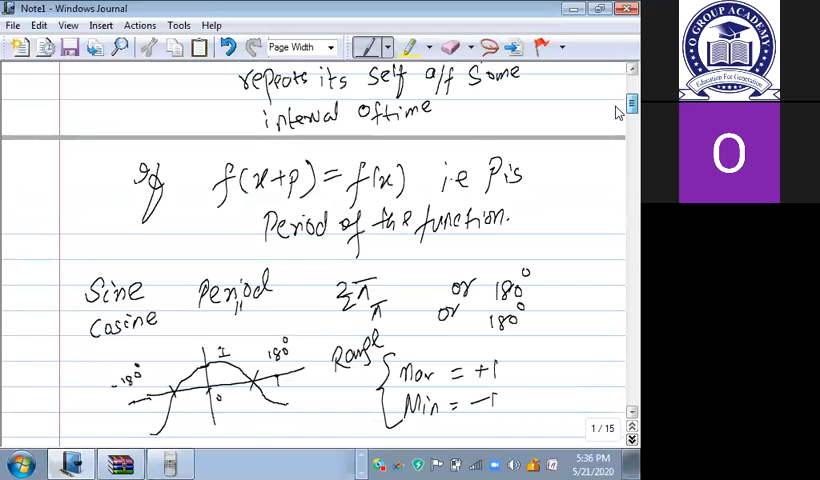 Note1 - Windows Journal
File Edit View Insert Actions Tools Help
Page Width
repeats its self a/f some
interval of time
If f(x+p) = f(x) i.e P is
Period of the function.
Sine Period 2π or 180°
Cosine " π or 180°
-180° 1 180° 0
Range
Max = +1
Min = -1
1 / 15
5:36 PM
5/21/2020
O GROUP ACADEMY
Education For Generation
O